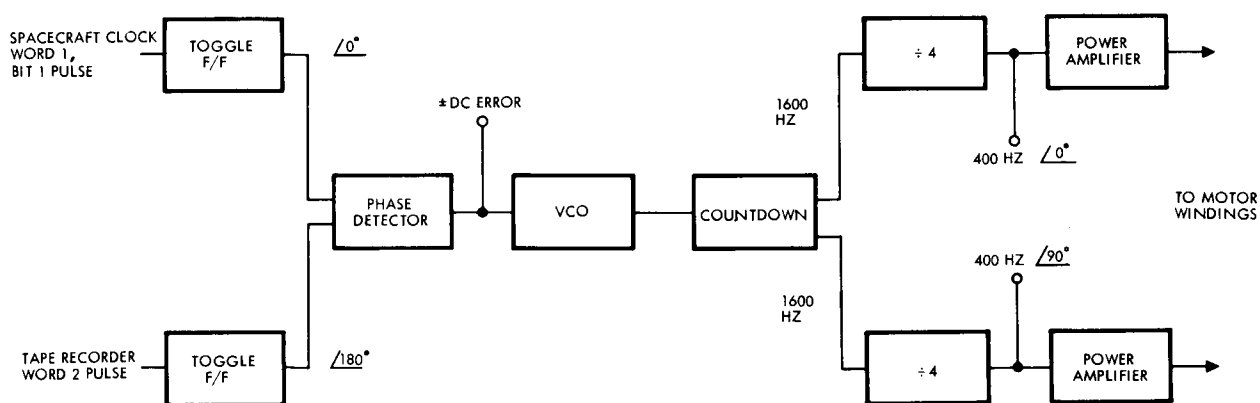 SPACECRAFT CLOCK
WORD 1,
BIT 1 PULSE
TOGGLE
F/F
/0°
± DC ERROR
PHASE
DETECTOR
VCO
COUNTDOWN
1600
HZ
÷ 4
POWER
AMPLIFIER
400 HZ /0°
TO MOTOR
WINDINGS
TAPE RECORDER
WORD 2 PULSE
TOGGLE
F/F
/180°
1600
HZ
400 HZ /90°
÷ 4
POWER
AMPLIFIER